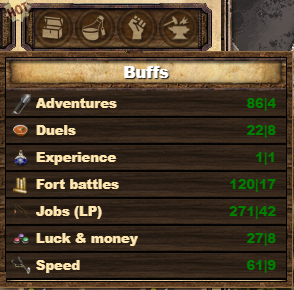 HOT
Buffs
Adventures 86|4
Duels 22|8
Experience 1|1
Fort battles 120|17
Jobs (LP) 271|42
Luck & money 27|8
Speed 61|9